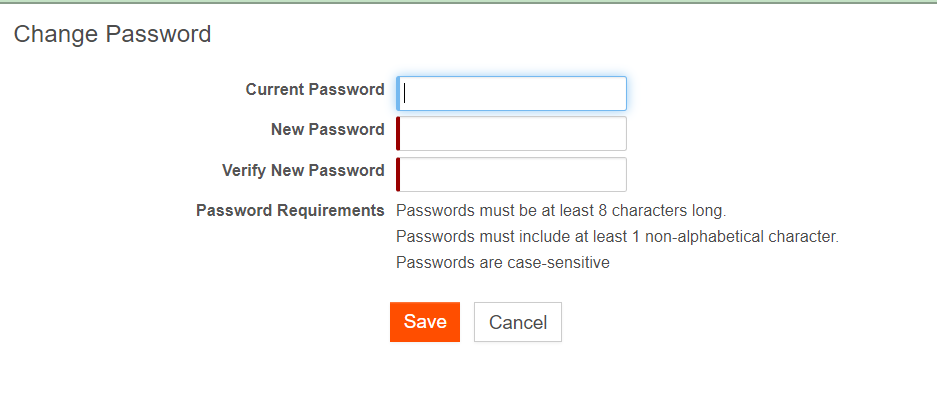 Change Password
Current Password
New Password
Verify New Password
Password Requirements Passwords must be at least 8 characters long.
Passwords must include at least 1 non-alphabetical character.
Passwords are case-sensitive
Save Cancel